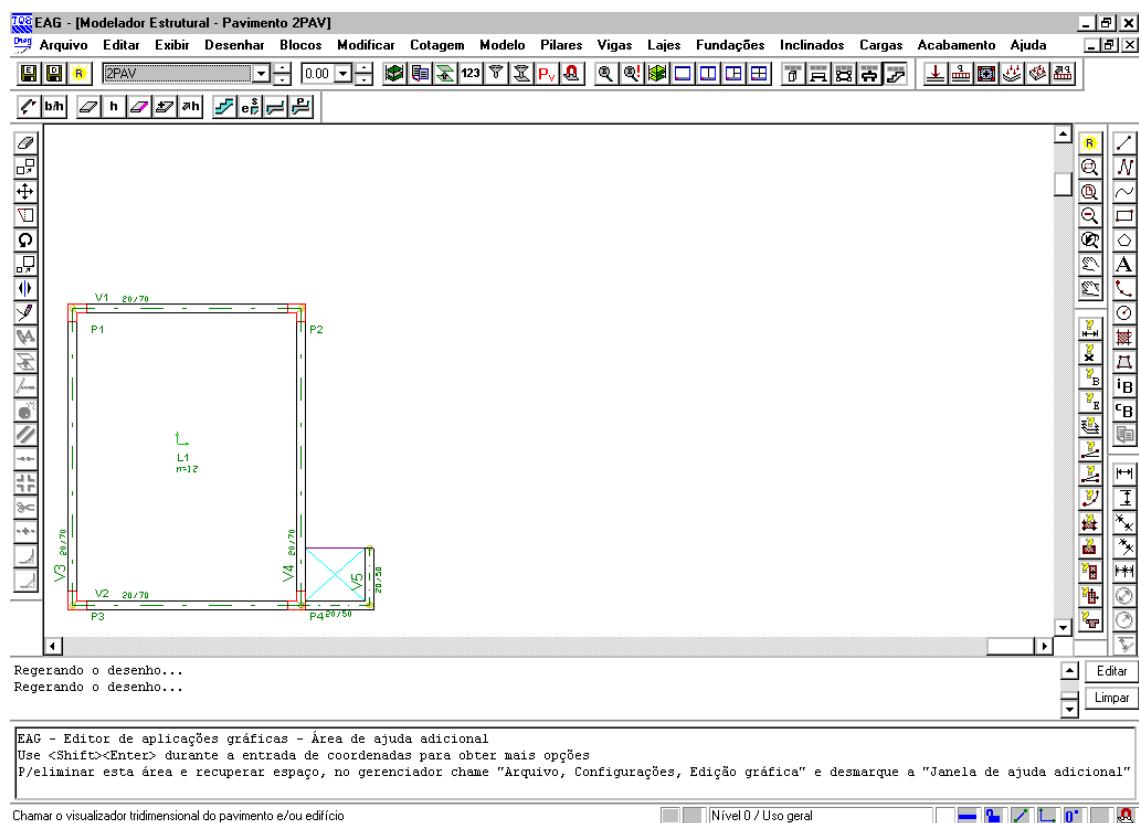 TQS EAG - [Modelador Estrutural - Pavimento 2PAV]
Arquivo Editar Exibir Desenhar Blocos Modificar Cotagem Modelo Pilares Vigas Lajes Fundações Inclinados Cargas Acabamento Ajuda
R 2PAV 0.00 123 Pv
b/h h
V1 20/70
P1 P2
L1
h=12
V3 20/70
V4 20/70
V5 20/50
V2 20/70
P3 P4 20/50
Regerando o desenho...
Regerando o desenho...
Editar
Limpar
EAG - Editor de aplicações gráficas - Área de ajuda adicional
Use <Shift><Enter> durante a entrada de coordenadas para obter mais opções
P/eliminar esta área e recuperar espaço, no gerenciador chame "Arquivo, Configurações, Edição gráfica" e desmarque a "Janela de ajuda adicional"
Chamar o visualizador tridimensional do pavimento e/ou edifício
Nível 0 / Uso geral